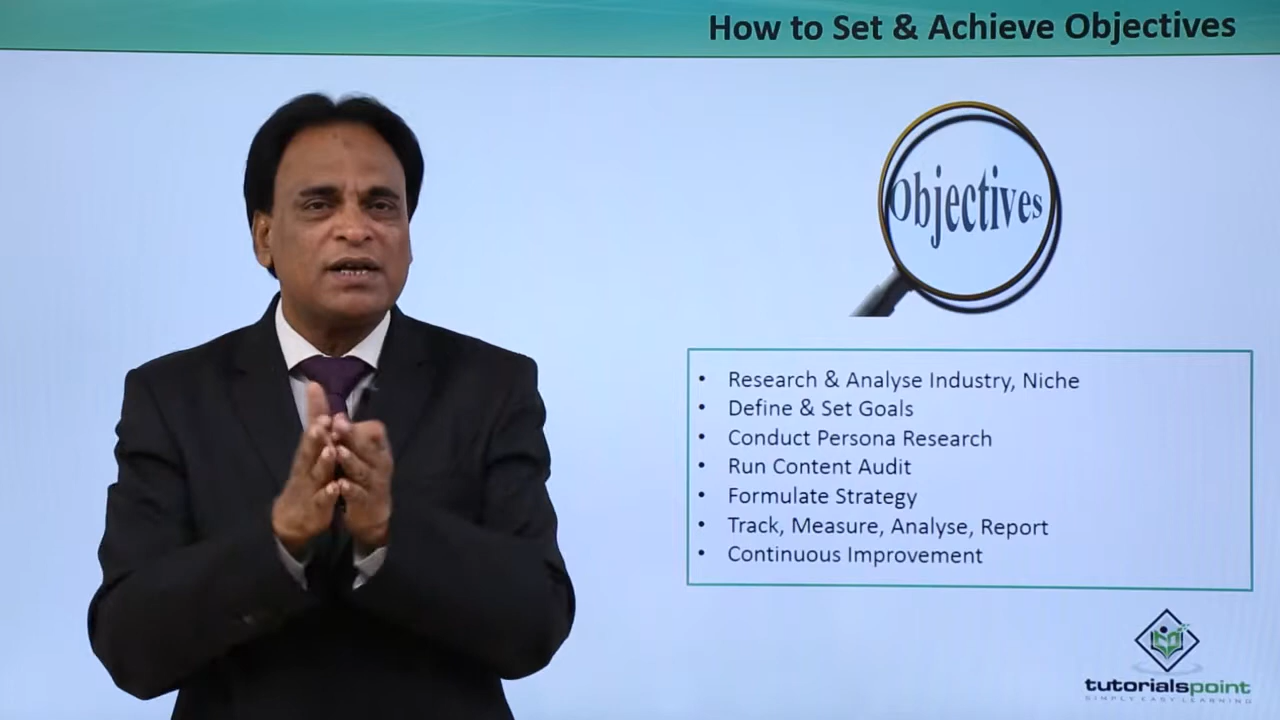 How to Set & Achieve Objectives
Objectives
• Research & Analyse Industry, Niche
• Define & Set Goals
• Conduct Persona Research
• Run Content Audit
• Formulate Strategy
• Track, Measure, Analyse, Report
• Continuous Improvement
tutorialspoint
SIMPLY EASY LEARNING